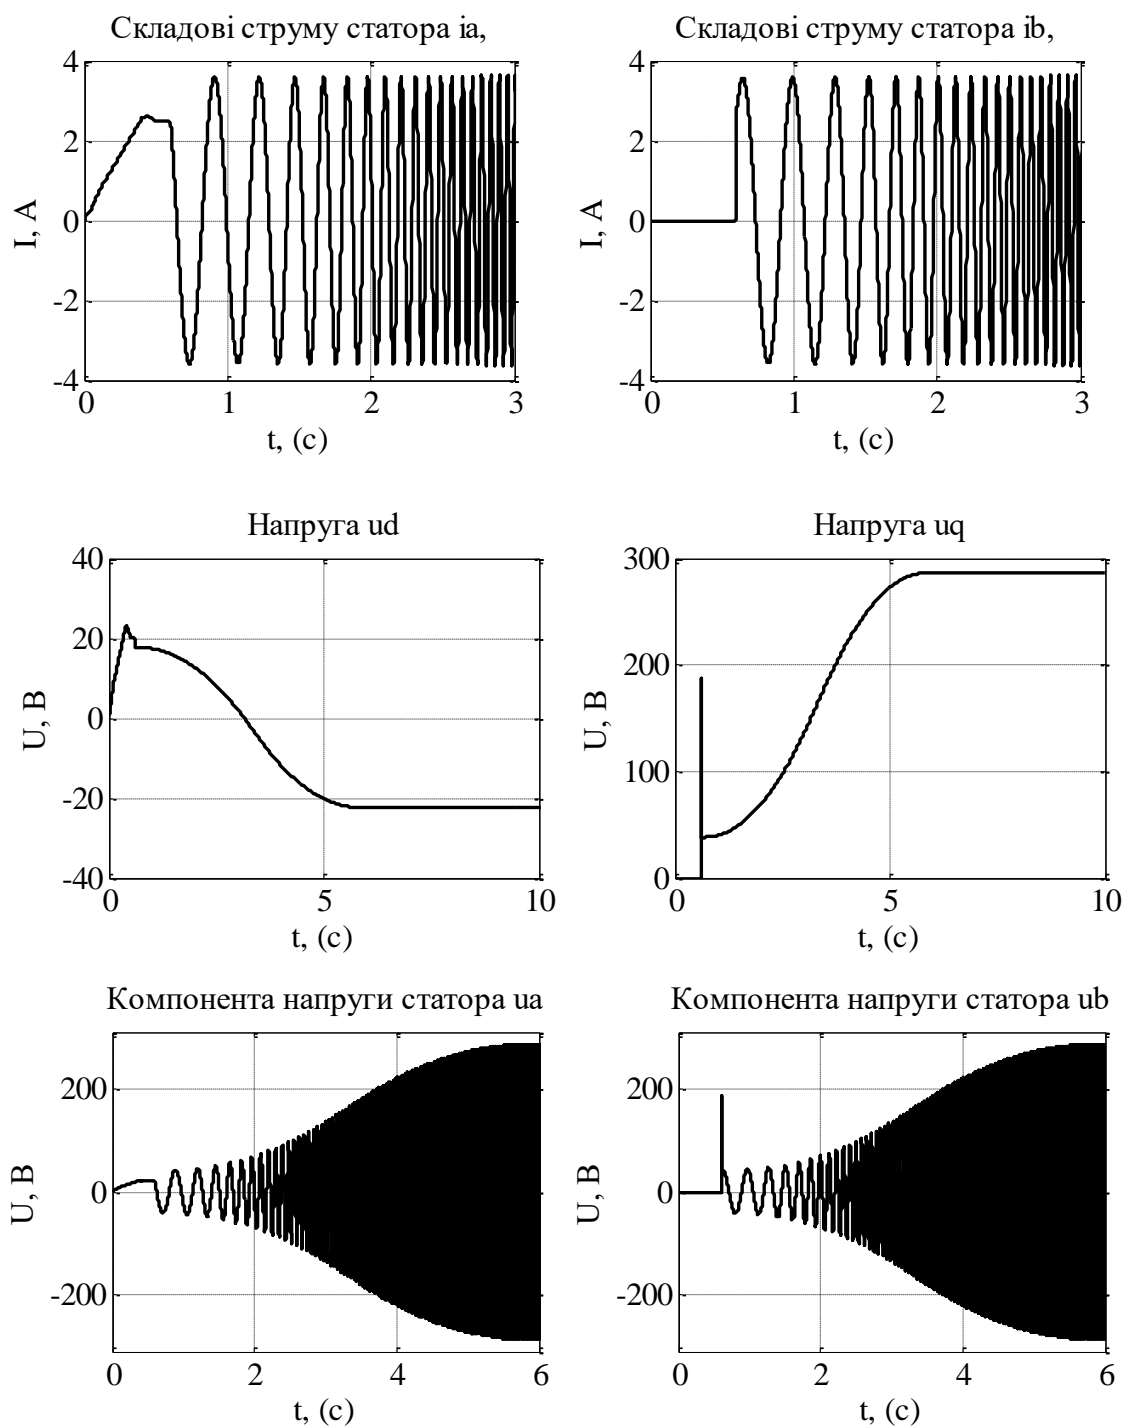 Складові струму статора ia,
Складові струму статора ib,
4
2
0
-2
-4
I, A
0 1 2 3
t, (c)
4
2
0
-2
-4
I, A
0 1 2 3
t, (c)
Напруга ud
Напруга uq
40
20
0
-20
-40
U, B
0 5 10
t, (c)
300
200
100
0
U, B
0 5 10
t, (c)
Компонента напруги статора ua
Компонента напруги статора ub
200
0
-200
U, B
0 2 4 6
t, (c)
200
0
-200
U, B
0 2 4 6
t, (c)